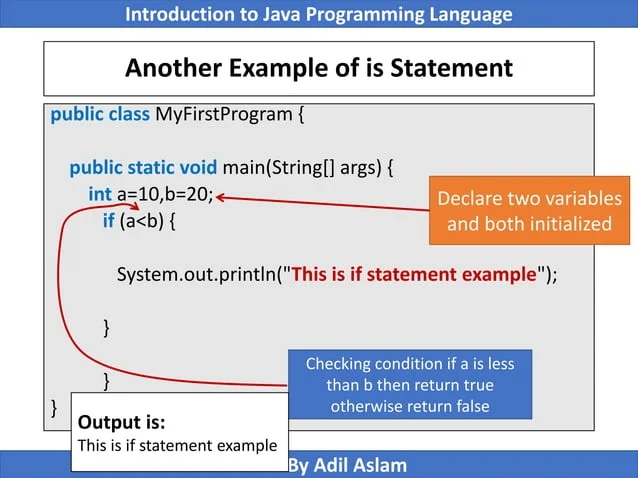 Introduction to Java Programming Language
Another Example of is Statement
public class MyFirstProgram {
public static void main(String[] args) {
int a=10,b=20;
if (a<b) {
System.out.println("This is if statement example");
}
}
}
Declare two variables
and both initialized
Checking condition if a is less
than b then return true
otherwise return false
Output is:
This is if statement example
By Adil Aslam